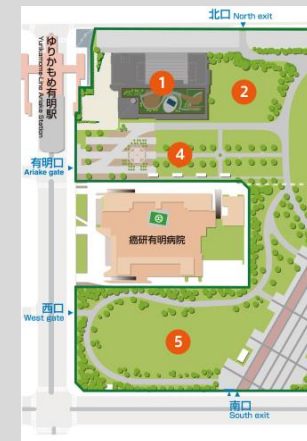 北口 North exit
ゆりかもめ有明駅
Yurikamome Line Ariake Station
1
2
有明口
Ariake gate
4
癌研有明病院
西口
West gate
5
南口
South exit